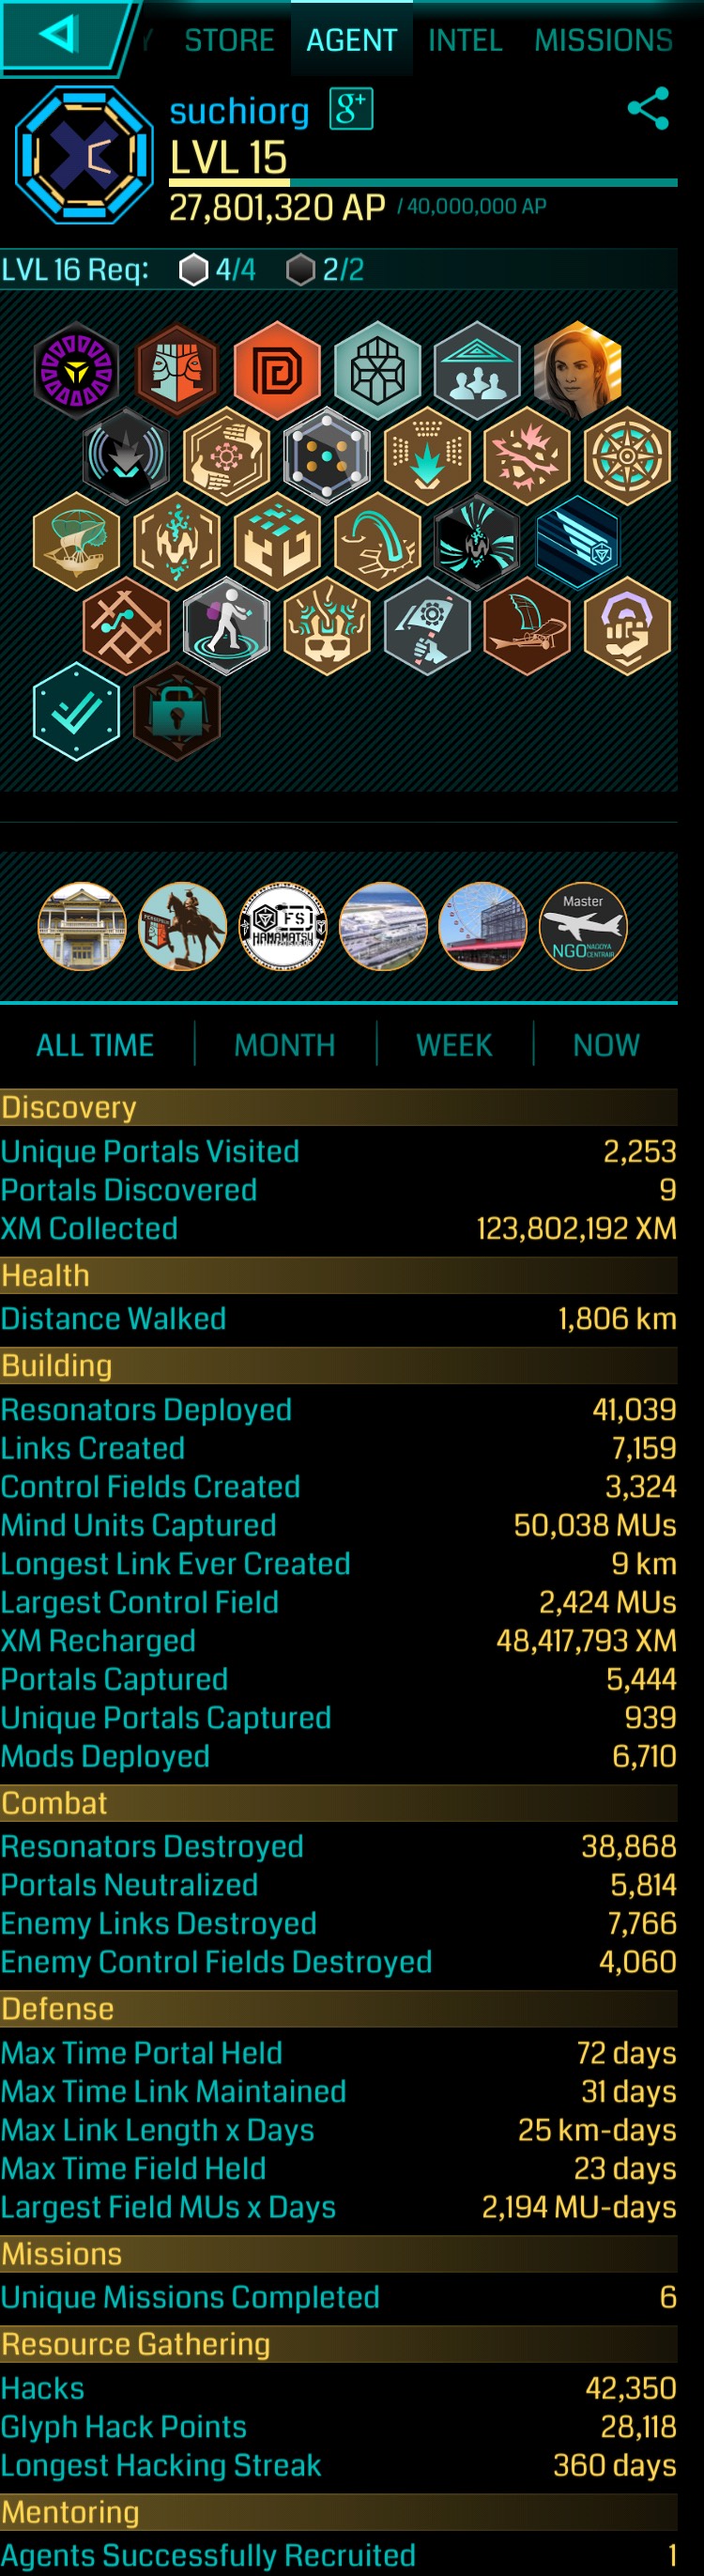 Y STORE AGENT INTEL MISSIONS
suchiorg g+
LVL 15
27,801,320 AP / 40,000,000 AP
LVL 16 Req: 4/4 2/2
FS
HAMAMATSU
Master
NGO NAGOYA CENTRAIR
ALL TIME MONTH WEEK NOW
Discovery
Unique Portals Visited 2,253
Portals Discovered 9
XM Collected 123,802,192 XM
Health
Distance Walked 1,806 km
Building
Resonators Deployed 41,039
Links Created 7,159
Control Fields Created 3,324
Mind Units Captured 50,038 MUs
Longest Link Ever Created 9 km
Largest Control Field 2,424 MUs
XM Recharged 48,417,793 XM
Portals Captured 5,444
Unique Portals Captured 939
Mods Deployed 6,710
Combat
Resonators Destroyed 38,868
Portals Neutralized 5,814
Enemy Links Destroyed 7,766
Enemy Control Fields Destroyed 4,060
Defense
Max Time Portal Held 72 days
Max Time Link Maintained 31 days
Max Link Length x Days 25 km-days
Max Time Field Held 23 days
Largest Field MUs x Days 2,194 MU-days
Missions
Unique Missions Completed 6
Resource Gathering
Hacks 42,350
Glyph Hack Points 28,118
Longest Hacking Streak 360 days
Mentoring
Agents Successfully Recruited 1